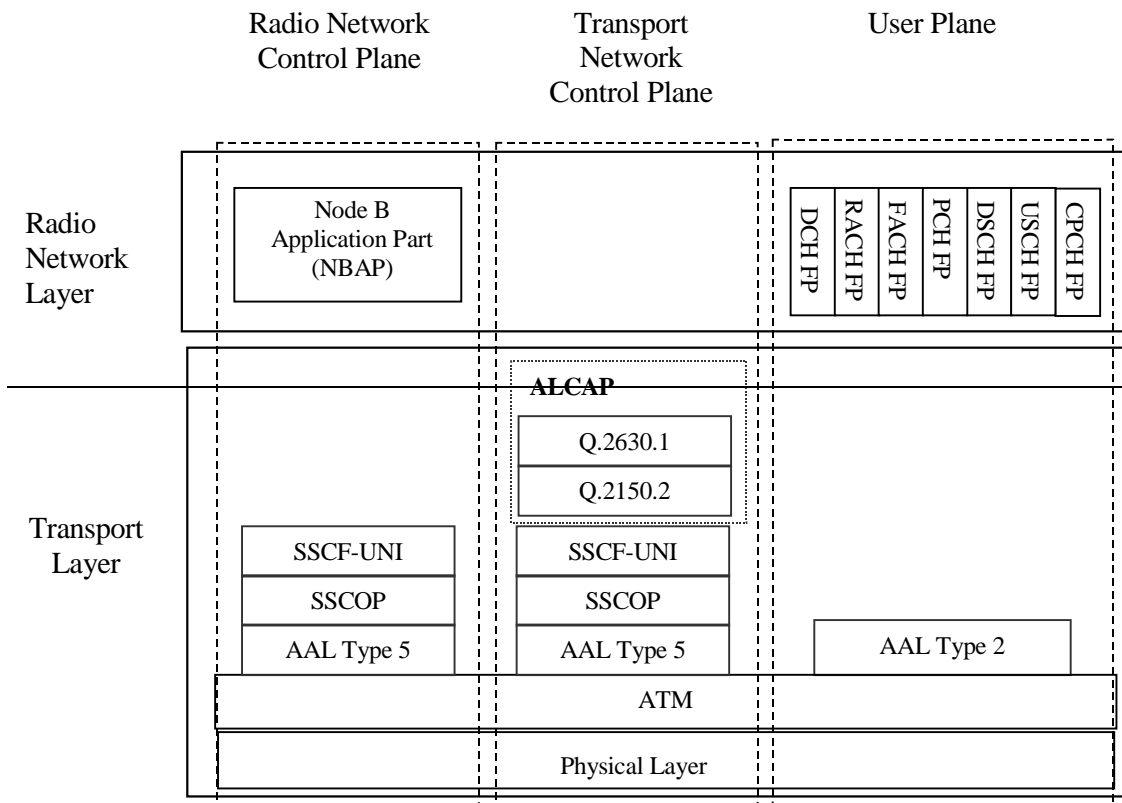 Radio Network
Control Plane
Transport
Network
Control Plane
User Plane
Radio
Network
Layer
Node B
Application Part
(NBAP)
DCH FP
RACH FP
FACH FP
PCH FP
DSCH FP
USCH FP
CPCH FP
Transport
Layer
ALCAP
Q.2630.1
Q.2150.2
SSCF-UNI
SSCF-UNI
SSCOP
SSCOP
AAL Type 5
AAL Type 5
AAL Type 2
ATM
Physical Layer